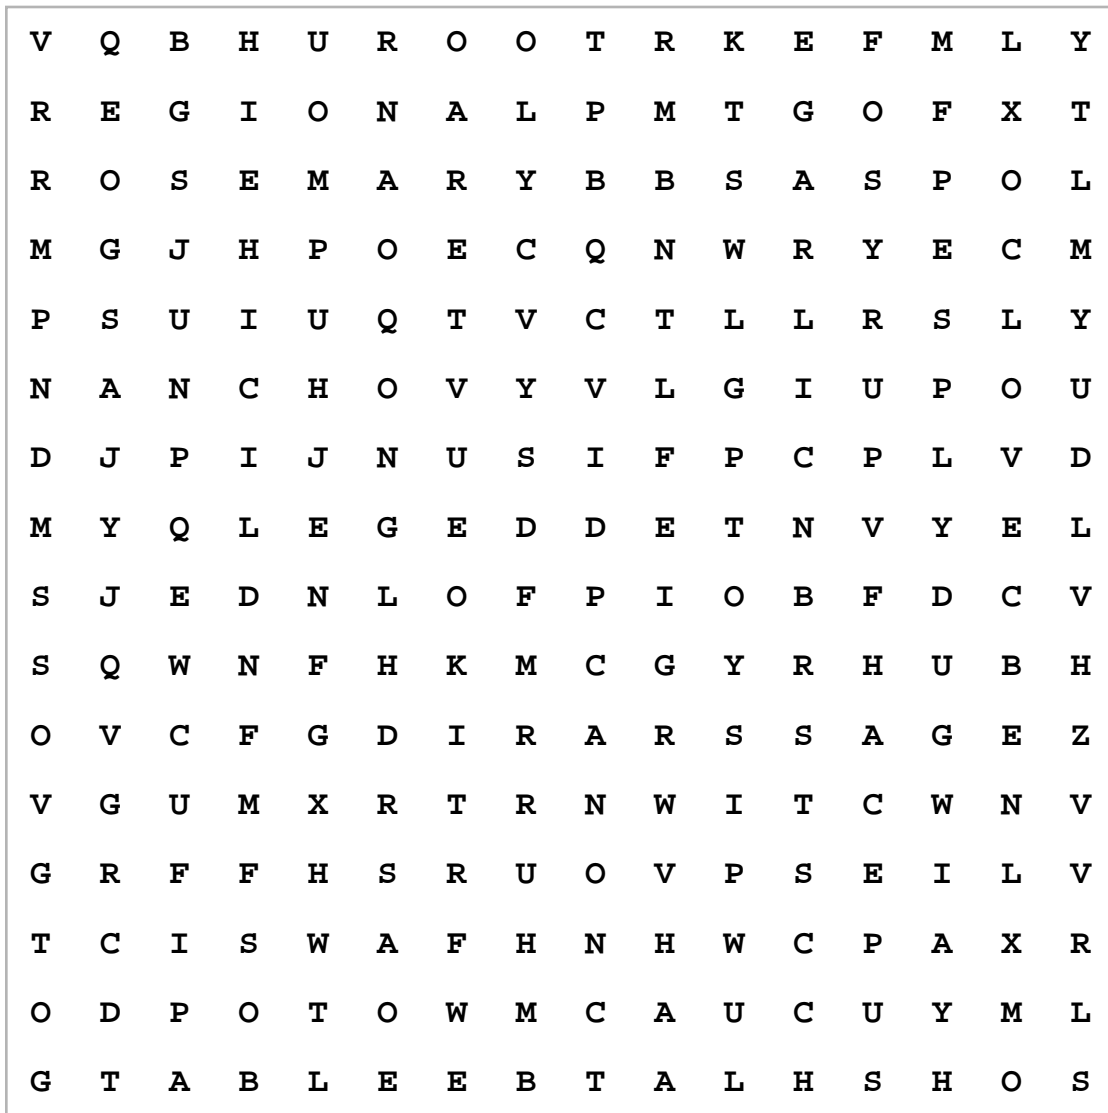 V Q B H U R O O T R K E F M L Y
R E G I O N A L P M T G O F X T
R O S E M A R Y B B S A S P O L
M G J H P O E C Q N W R Y E C M
P S U I U Q T V C T L L R S L Y
N A N C H O V Y V L G I U P O U
D J P I J N U S I F P C P L V D
M Y Q L E G E D D E T N V Y E L
S J E D N L O F P I O B F D C V
S Q W N F H K M C G Y R H U B H
O V C F G D I R A R S S A G E Z
V G U M X R T R N W I T C W N V
G R F F H S R U O V P S E I L V
T C I S W A F H N H W C P A X R
O D P O T O W M C A U C U Y M L
G T A B L E E B T A L H S H O S